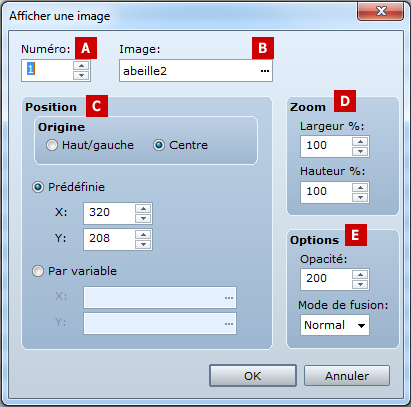 Afficher une image
Numéro: A Image: B
1 abeille2 ...
Position C Zoom D
Origine Largeur %:
Haut/gauche Centre 100
Hauteur %:
Prédéfinie 100
X: 320
Y: 208 Options E
Opacité:
Par variable 200
X: ...
Mode de fusion:
Y: ... Normal
OK Annuler